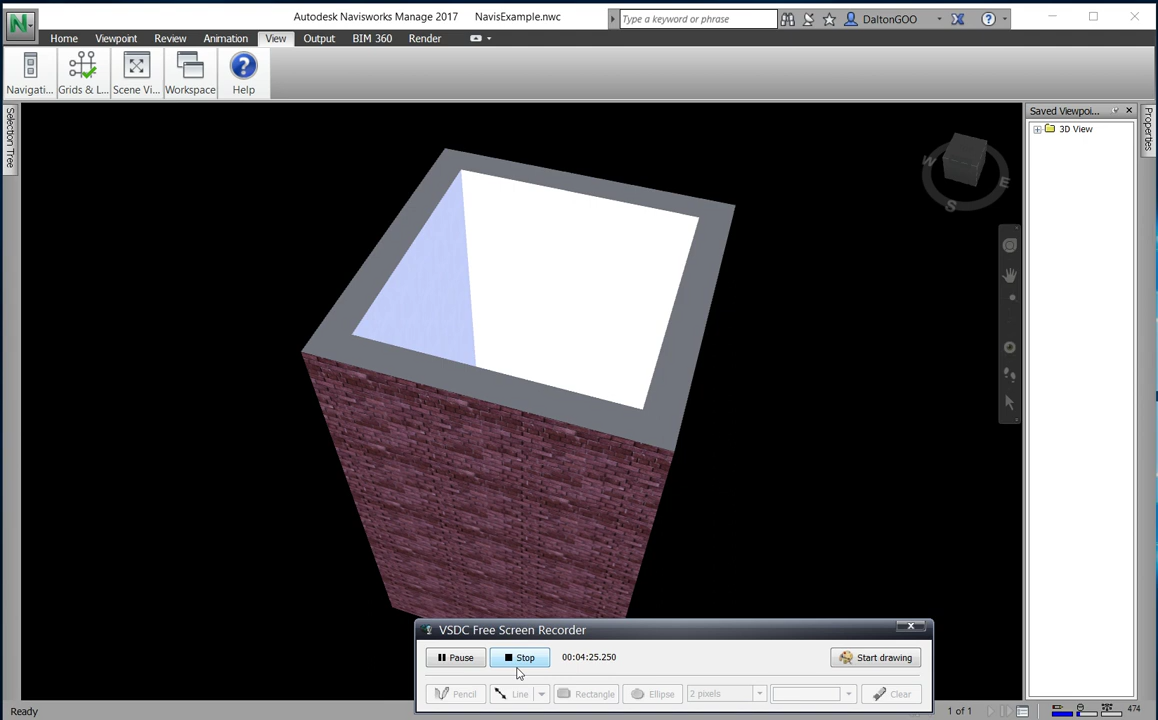 Autodesk Navisworks Manage 2017 NavisExample.nwc
Type a keyword or phrase
DaltonGOO
Home Viewpoint Review Animation View Output BIM 360 Render
Navigati... Grids & L... Scene Vi... Workspace Help
Selection Tree
Saved Viewpoi...
3D View
Properties
W
E
S
VSDC Free Screen Recorder
Pause Stop 00:04:25.250 Start drawing
Pencil Line Rectangle Ellipse 2 pixels Clear
Ready 1 of 1 474